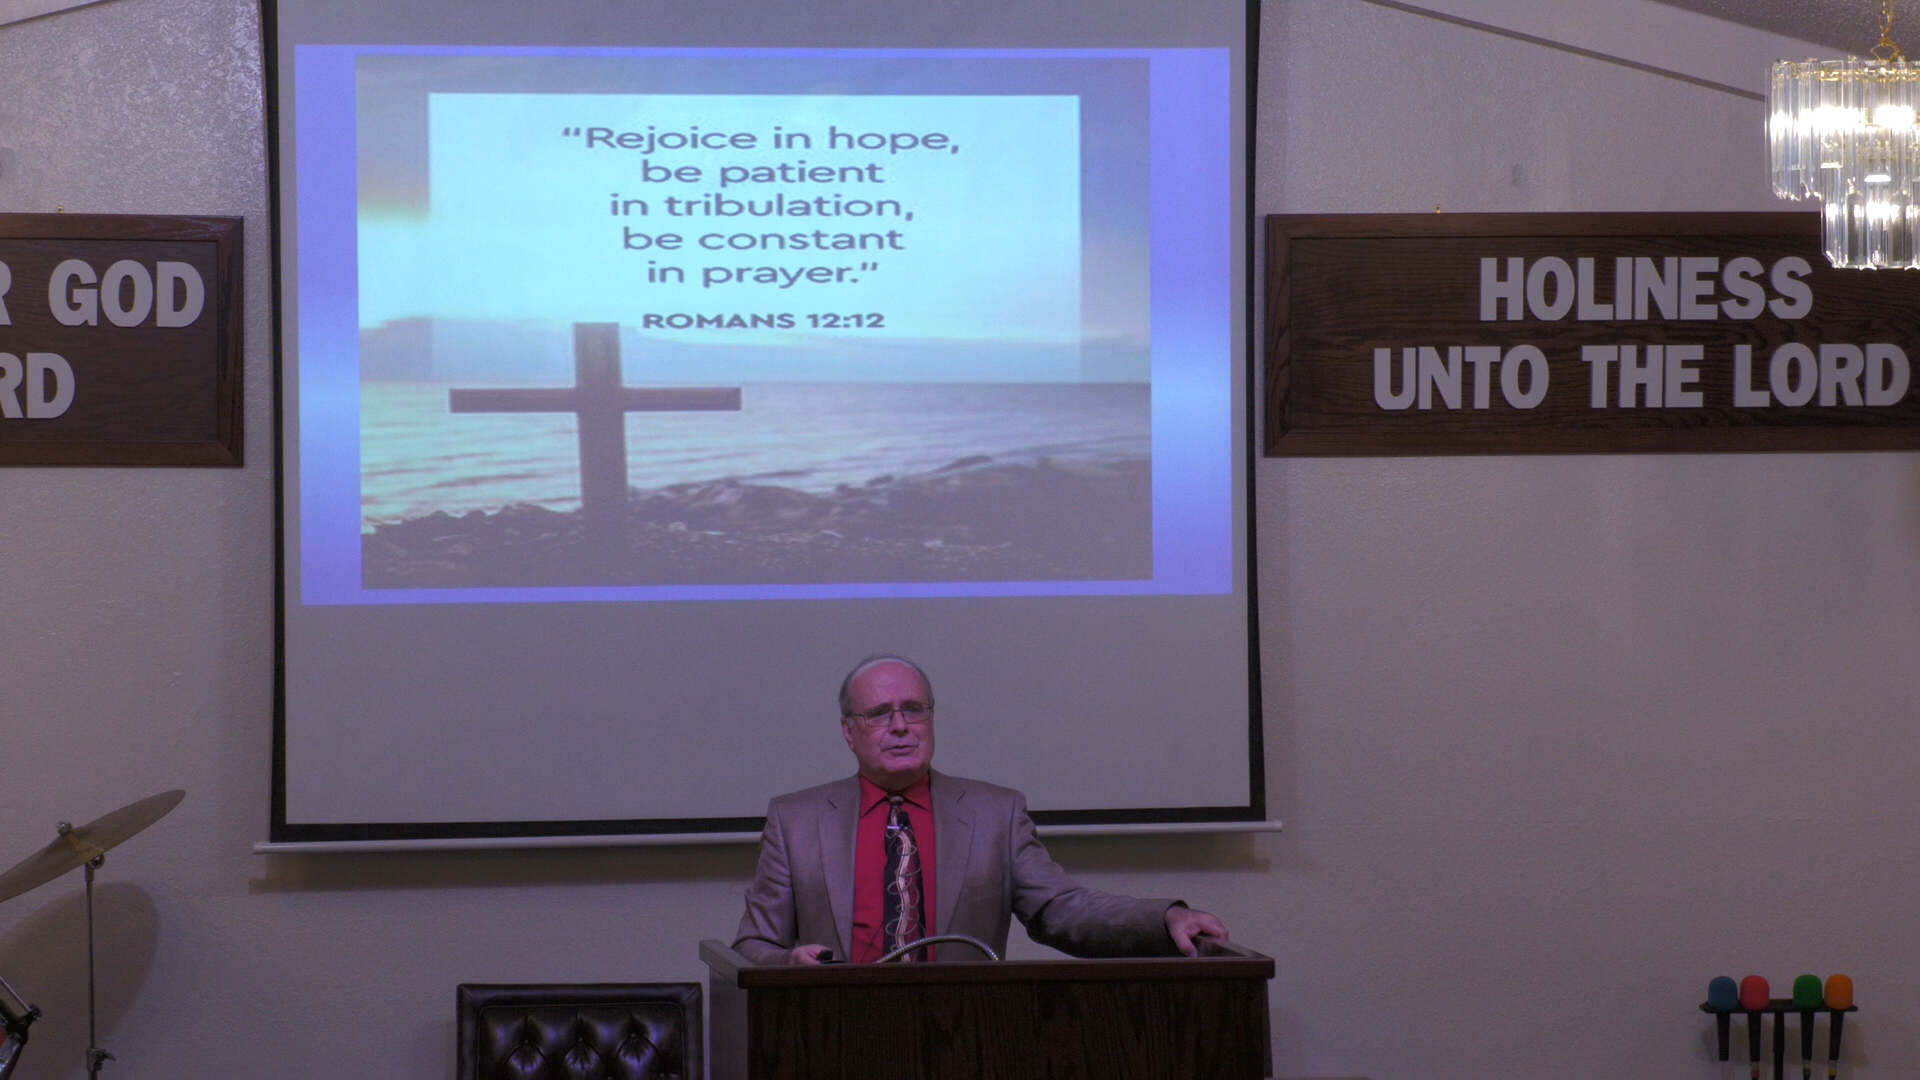 “Rejoice in hope,
be patient
in tribulation,
be constant
in prayer.”
ROMANS 12:12
GOD
HOLINESS
UNTO THE LORD